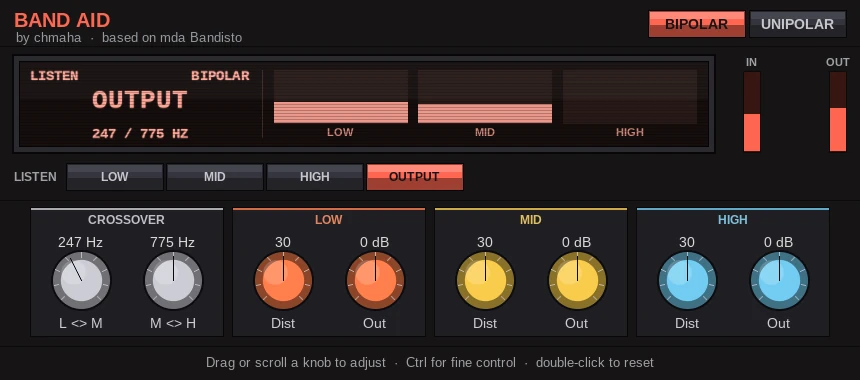 BAND AID
by chmaha · based on mda Bandisto
BIPOLAR UNIPOLAR
LISTEN BIPOLAR
OUTPUT
247 / 775 HZ
LOW MID HIGH
IN OUT
LISTEN LOW MID HIGH OUTPUT
CROSSOVER LOW MID HIGH
247 Hz 775 Hz 30 0 dB 30 0 dB 30 0 dB
L <> M M <> H Dist Out Dist Out Dist Out
Drag or scroll a knob to adjust · Ctrl for fine control · double-click to reset